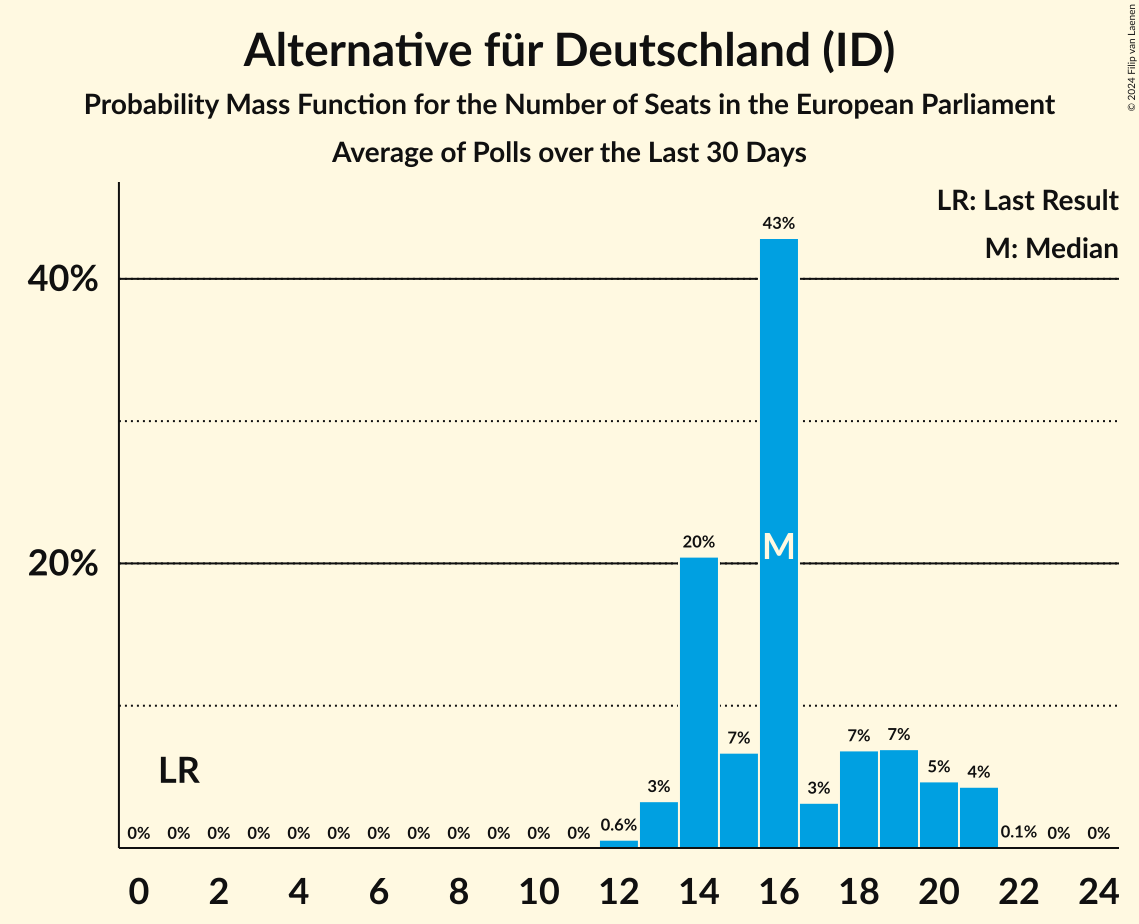 Alternative für Deutschland (ID)
Probability Mass Function for the Number of Seats in the European Parliament
Average of Polls over the Last 30 Days
© 2024 Filip van Laenen
LR: Last Result
M: Median
40%
20%
43%
20%
M
7%
3%
0.6%
3%
7%
7%
5%
4%
0.1%
0%
0%
LR
0% 0% 0% 0% 0% 0% 0% 0% 0% 0% 0% 0%
0 2 4 6 8 10 12 14 16 18 20 22 24